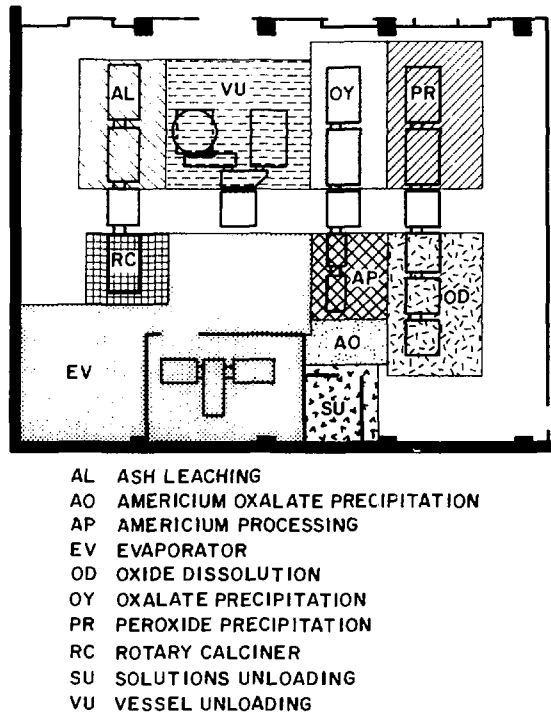 AL VU OY PR
RC AP OD
AO
EV SU
AL ASH LEACHING
AO AMERICIUM OXALATE PRECIPITATION
AP AMERICIUM PROCESSING
EV EVAPORATOR
OD OXIDE DISSOLUTION
OY OXALATE PRECIPITATION
PR PEROXIDE PRECIPITATION
RC ROTARY CALCINER
SU SOLUTIONS UNLOADING
VU VESSEL UNLOADING